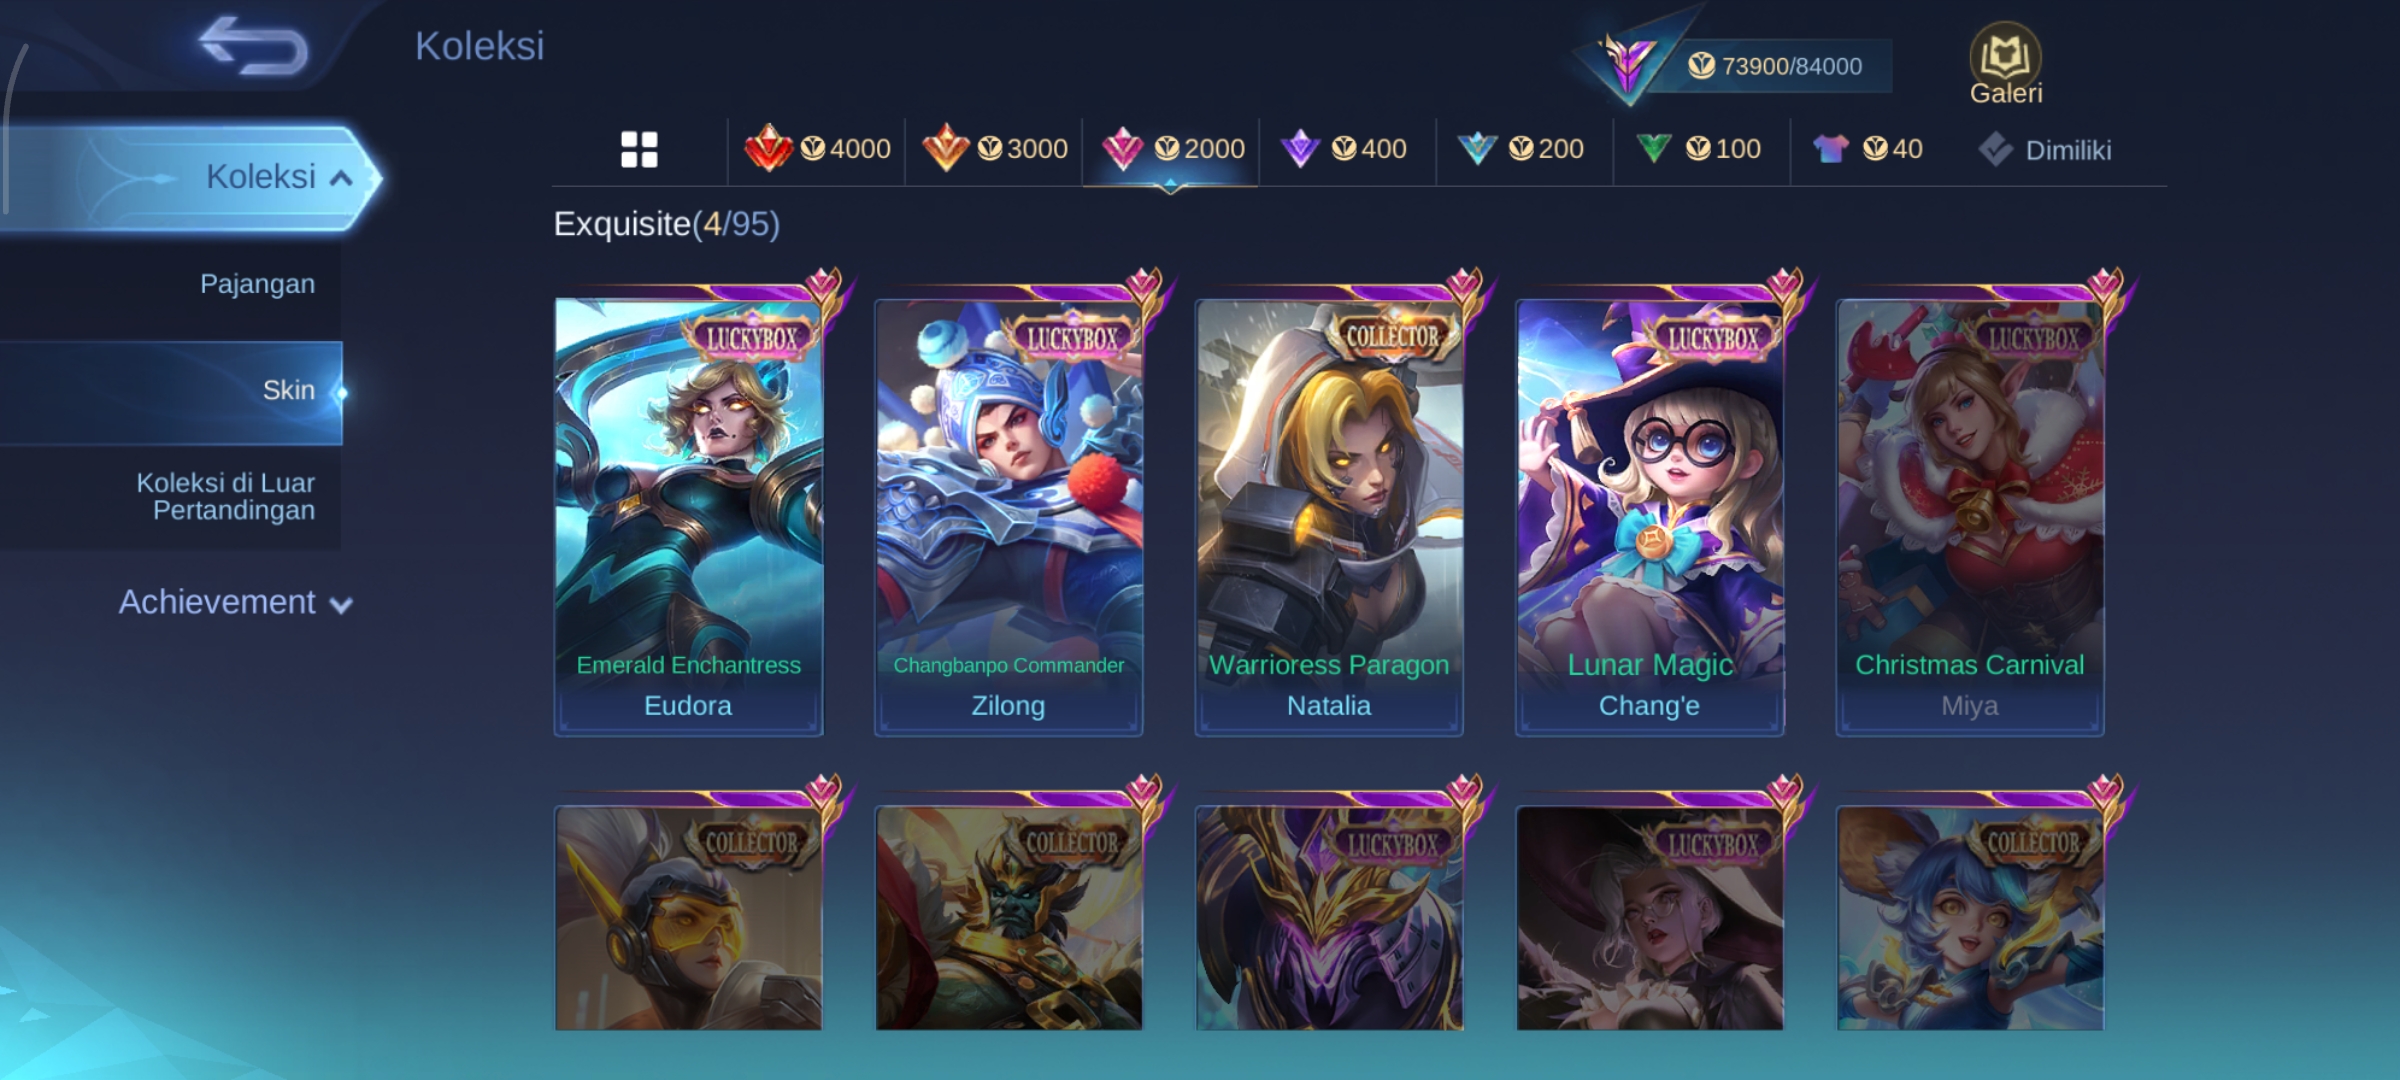 Koleksi
73900/84000
Galeri
4000
3000
2000
400
200
100
40
Dimiliki
Koleksi
Pajangan
Skin
Koleksi di Luar
Pertandingan
Achievement
Exquisite(4/95)
LUCKYBOX
LUCKYBOX
COLLECTOR
LUCKYBOX
LUCKYBOX
Emerald Enchantress
Eudora
Changbanpo Commander
Zilong
Warrioress Paragon
Natalia
Lunar Magic
Chang'e
Christmas Carnival
Miya
COLLECTOR
COLLECTOR
LUCKYBOX
LUCKYBOX
COLLECTOR